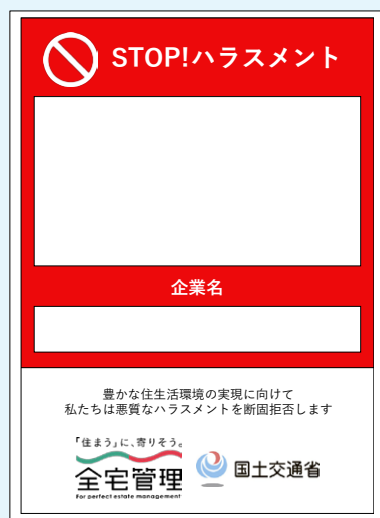 STOP!ハラスメント
企業名
豊かな住生活環境の実現に向けて
私たちは悪質なハラスメントを断固拒否します
「住まう」に、寄りそう。
全宅管理
For perfect estate management
国土交通省